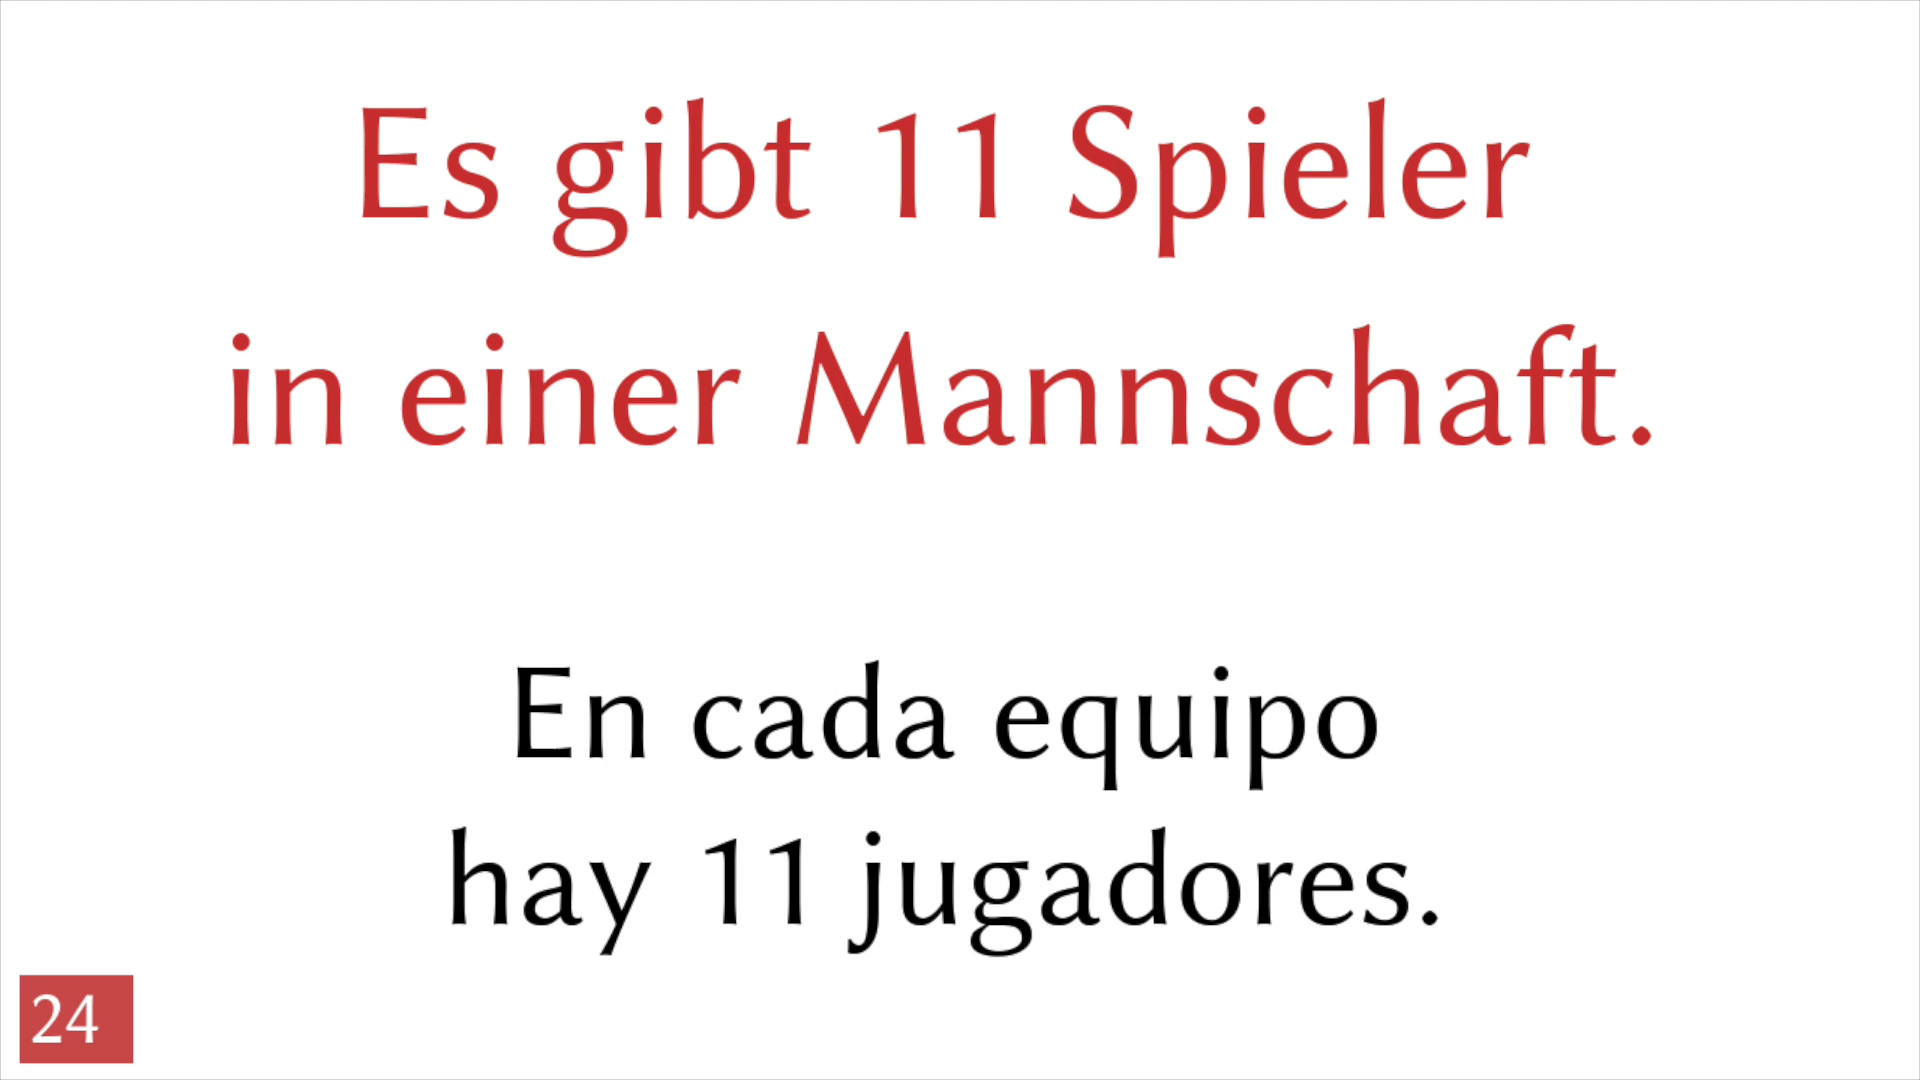 Es gibt 11 Spieler
in einer Mannschaft.
En cada equipo
hay 11 jugadores.
24